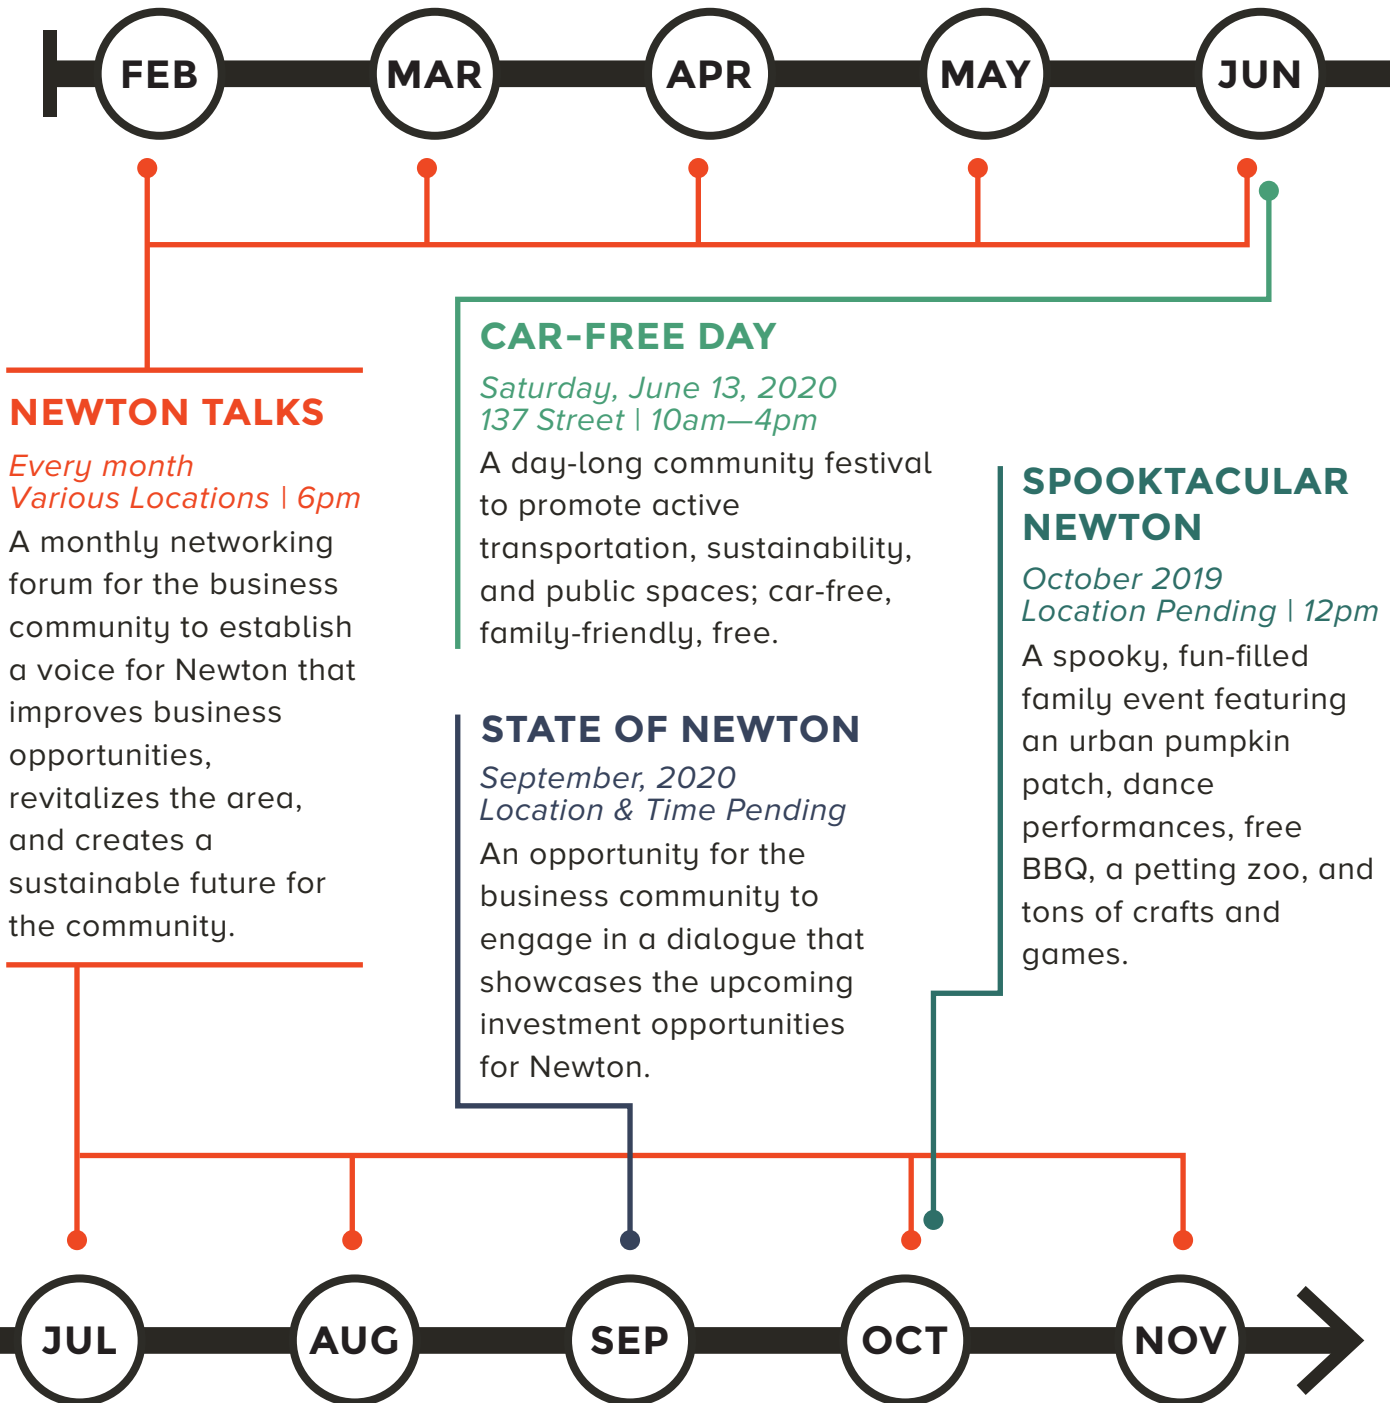 FEB
MAR
APR
MAY
JUN
NEWTON TALKS
Every month
Various Locations | 6pm
A monthly networking
forum for the business
community to establish
a voice for Newton that
improves business
opportunities,
revitalizes the area,
and creates a
sustainable future for
the community.
CAR-FREE DAY
Saturday, June 13, 2020
137 Street | 10am—4pm
A day-long community festival
to promote active
transportation, sustainability,
and public spaces; car-free,
family-friendly, free.
STATE OF NEWTON
September, 2020
Location & Time Pending
An opportunity for the
business community to
engage in a dialogue that
showcases the upcoming
investment opportunities
for Newton.
SPOOKTACULAR
NEWTON
October 2019
Location Pending | 12pm
A spooky, fun-filled
family event featuring
an urban pumpkin
patch, dance
performances, free
BBQ, a petting zoo, and
tons of crafts and
games.
JUL
AUG
SEP
OCT
NOV